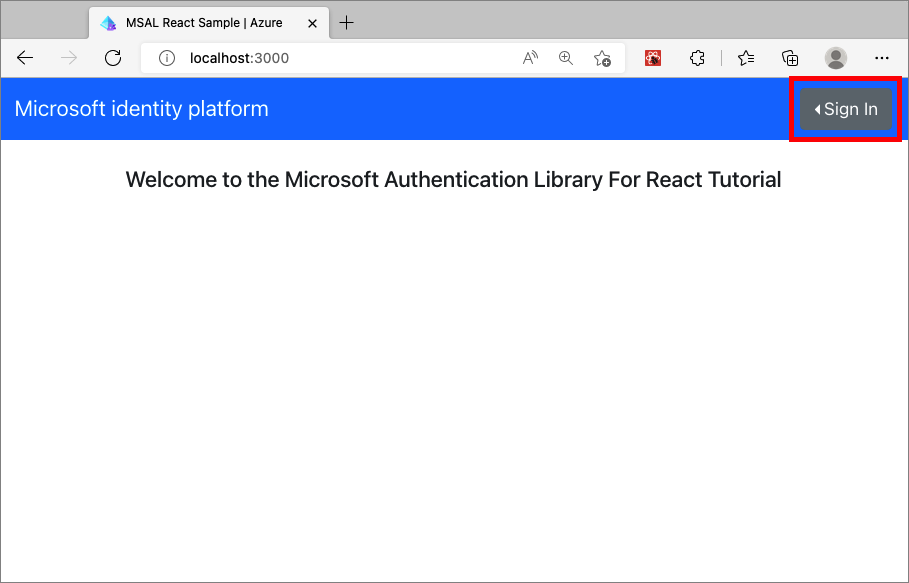 MSAL React Sample | Azure
localhost:3000
Microsoft identity platform
Sign In
Welcome to the Microsoft Authentication Library For React Tutorial